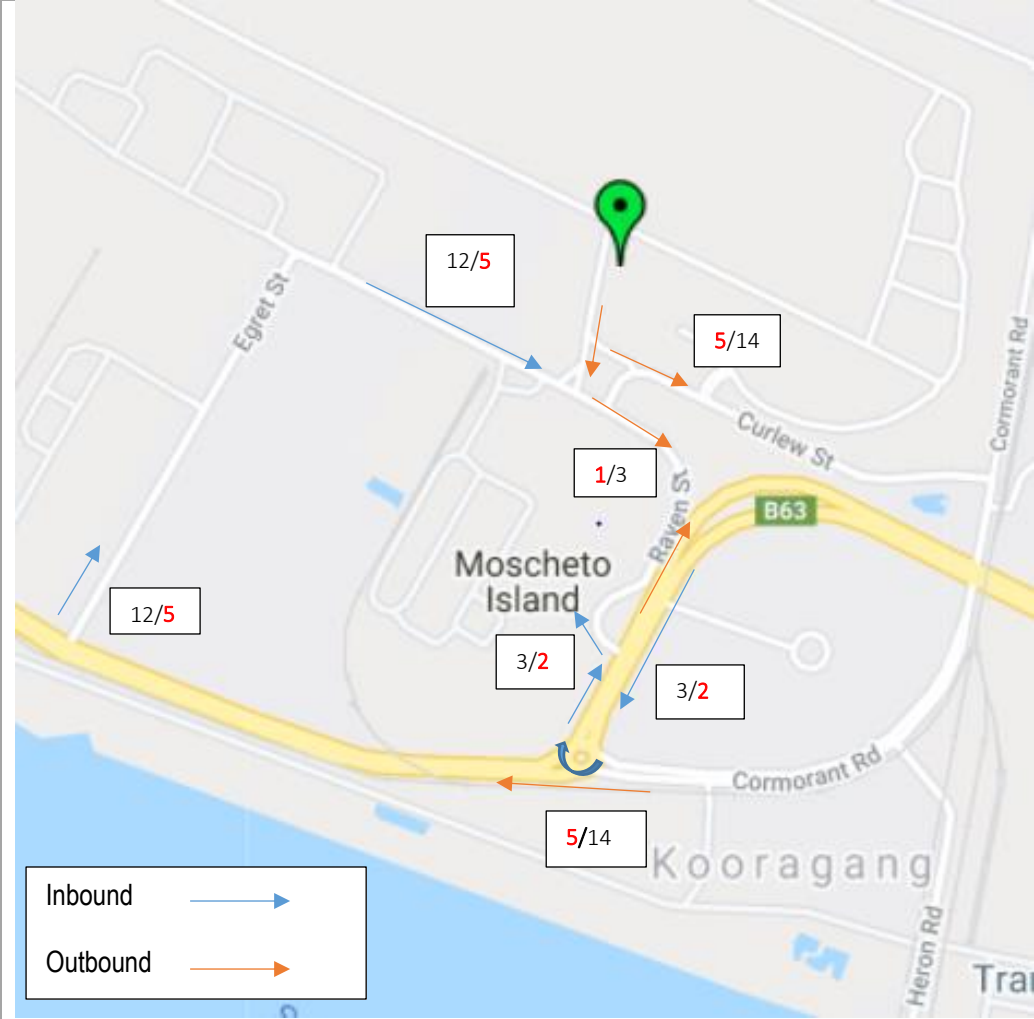 12/5
Egret St
5/14
Cormorant Rd
Curlew St
1/3
B63
Raven St
Moscheto
Island
12/5
3/2
3/2
Cormorant Rd
5/14
Kooragang
Inbound
Outbound
Heron Rd
Trar